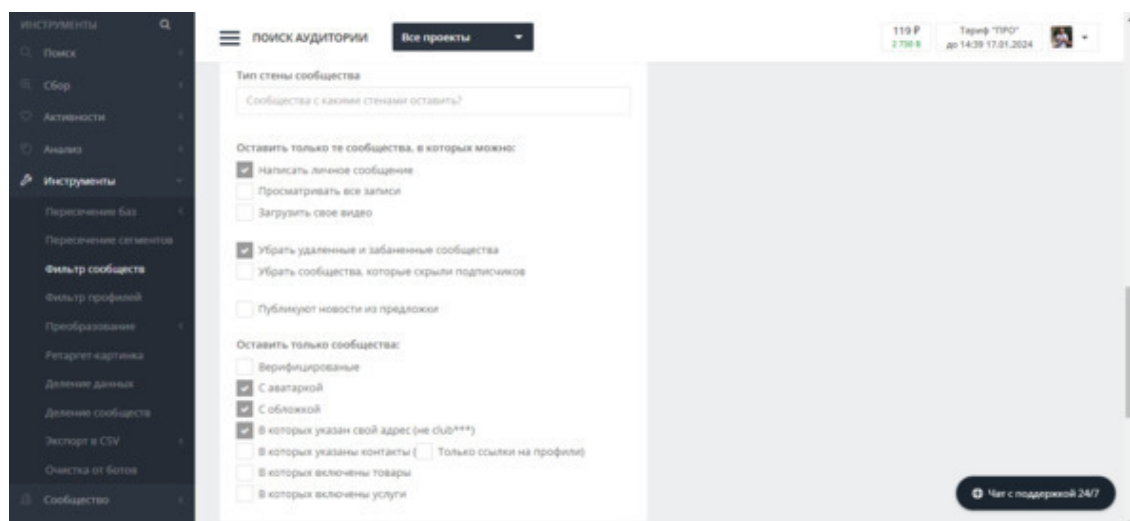 ИНСТРУМЕНТЫ
Поиск
Сбор
Активности
Анализ
Инструменты
Пересечение баз
Пересечение сегментов
Фильтр сообществ
Фильтр профилей
Преобразование
Ретаргет-картинка
Деление данных
Деление сообществ
Экспорт в CSV
Очистка от ботов
Сообщество
ПОИСК АУДИТОРИИ
Все проекты
119 ₽
2 750 Б
Тариф "ПРО"
до 14:39 17.01.2024
Тип стены сообщества
Сообщества с какими стенами оставить?
Оставить только те сообщества, в которых можно:
Написать личное сообщение
Просматривать все записи
Загрузить свое видео
Убрать удаленные и забаненные сообщества
Убрать сообщества, которые скрыли подписчиков
Публикуют новости из предложки
Оставить только сообщества:
Верифицированые
С аватаркой
С обложкой
В которых указан свой адрес (не club***)
В которых указаны контакты ( Только ссылки на профили)
В которых включены товары
В которых включены услуги
Чат с поддержкой 24/7